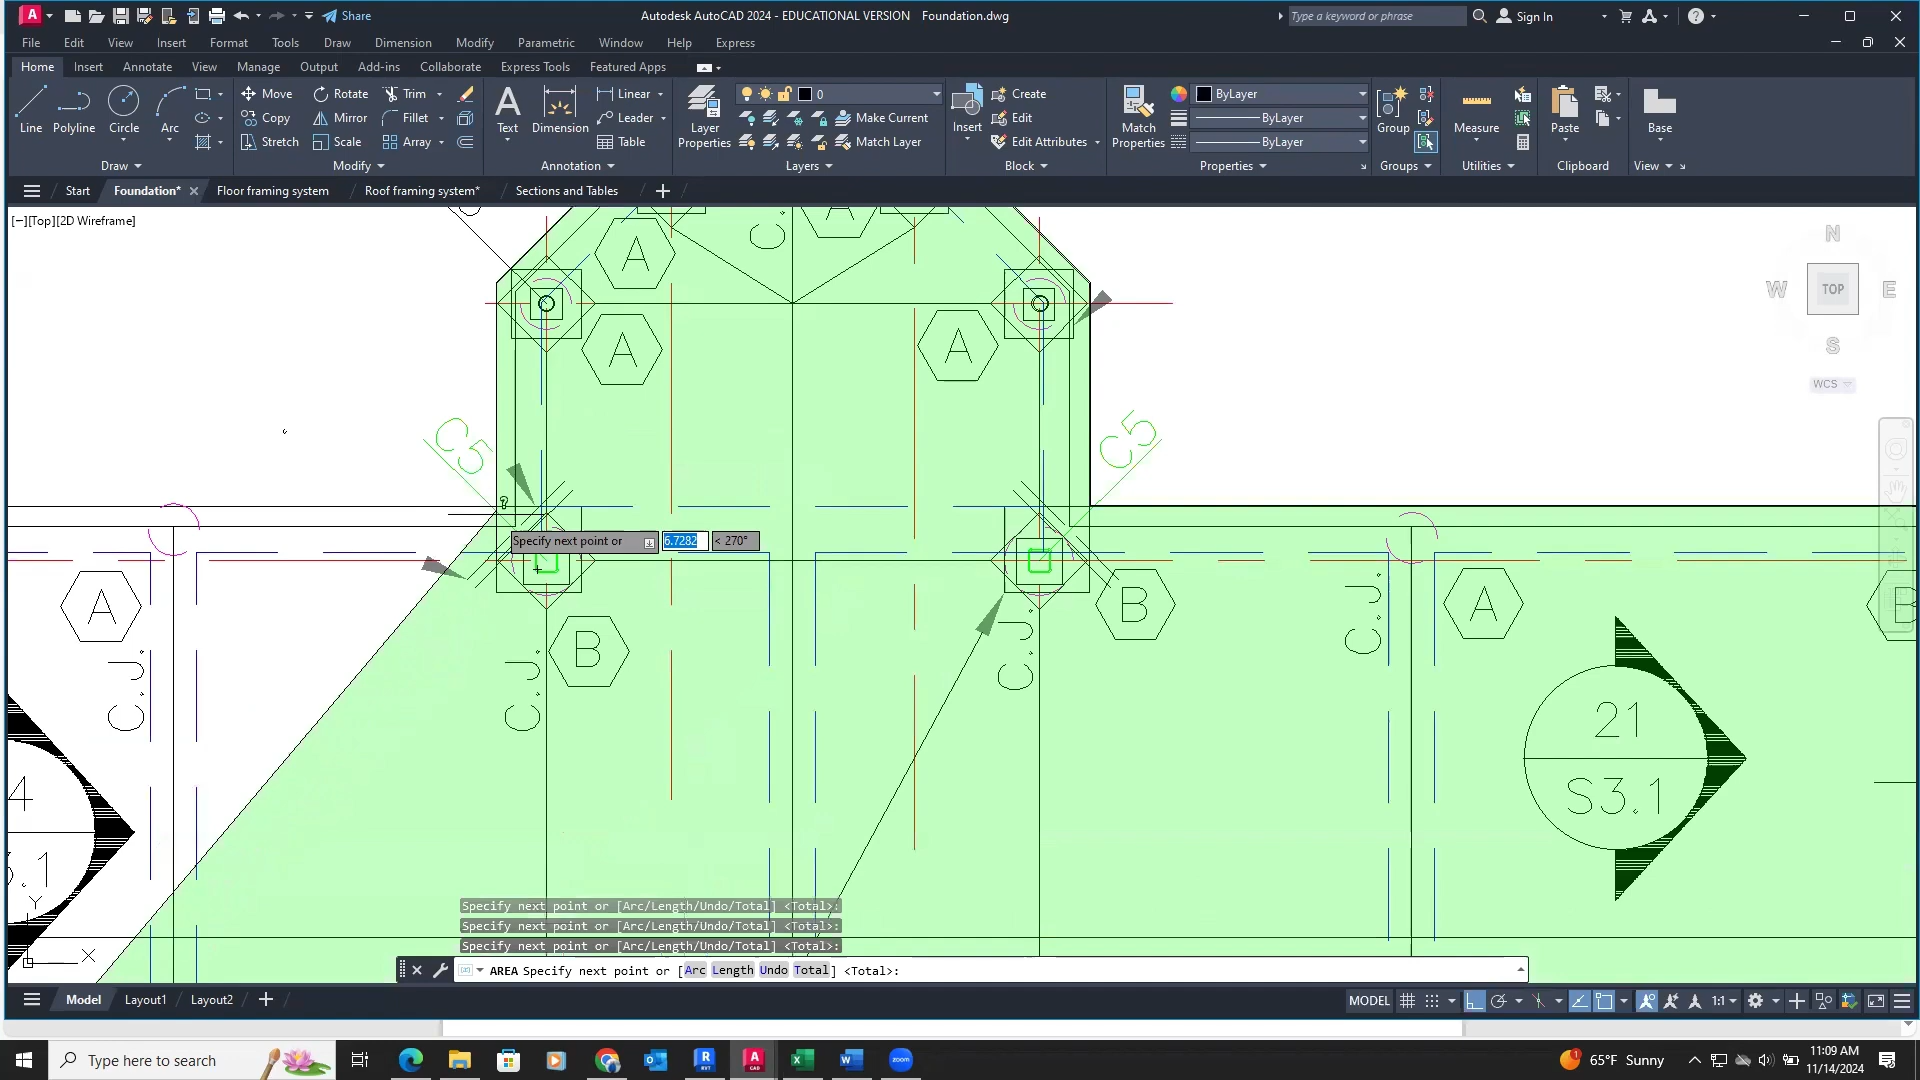 Share
Autodesk AutoCAD 2024 - EDUCATIONAL VERSION Foundation.dwg
Type a keyword or phrase
Sign In
File Edit View Insert Format Tools Draw Dimension Modify Parametric Window Help Express
Home Insert Annotate View Manage Output Add-ins Collaborate Express Tools Featured Apps
Line Polyline Circle Arc
Move Rotate Trim
Copy Mirror Fillet
Stretch Scale Array
Text Dimension
Linear
Leader
Table
Layer Properties
0
Make Current
Match Layer
Insert
Create
Edit
Edit Attributes
Match Properties
ByLayer
ByLayer
ByLayer
Group
Measure
Paste
Base
Draw Modify Annotation Layers Block Properties Groups Utilities Clipboard View
Start Foundation* Floor framing system Roof framing system* Sections and Tables
[−][Top][2D Wireframe]
N
W TOP E
S
WCS
A
A
A
A
C5
C5
Specify next point or 6.7282 < 270°
A
B
B
A
B
C.J.
C.J.
C.J.
C.J.
21
S3.1
4
3.1
Y
X
Specify next point or [Arc/Length/Undo/Total] <Total>:
Specify next point or [Arc/Length/Undo/Total] <Total>:
Specify next point or [Arc/Length/Undo/Total] <Total>:
AREA Specify next point or [Arc Length Undo Total] <Total>:
Model Layout1 Layout2
MODEL
1:1
Type here to search
65°F Sunny
11:09 AM
11/14/2024